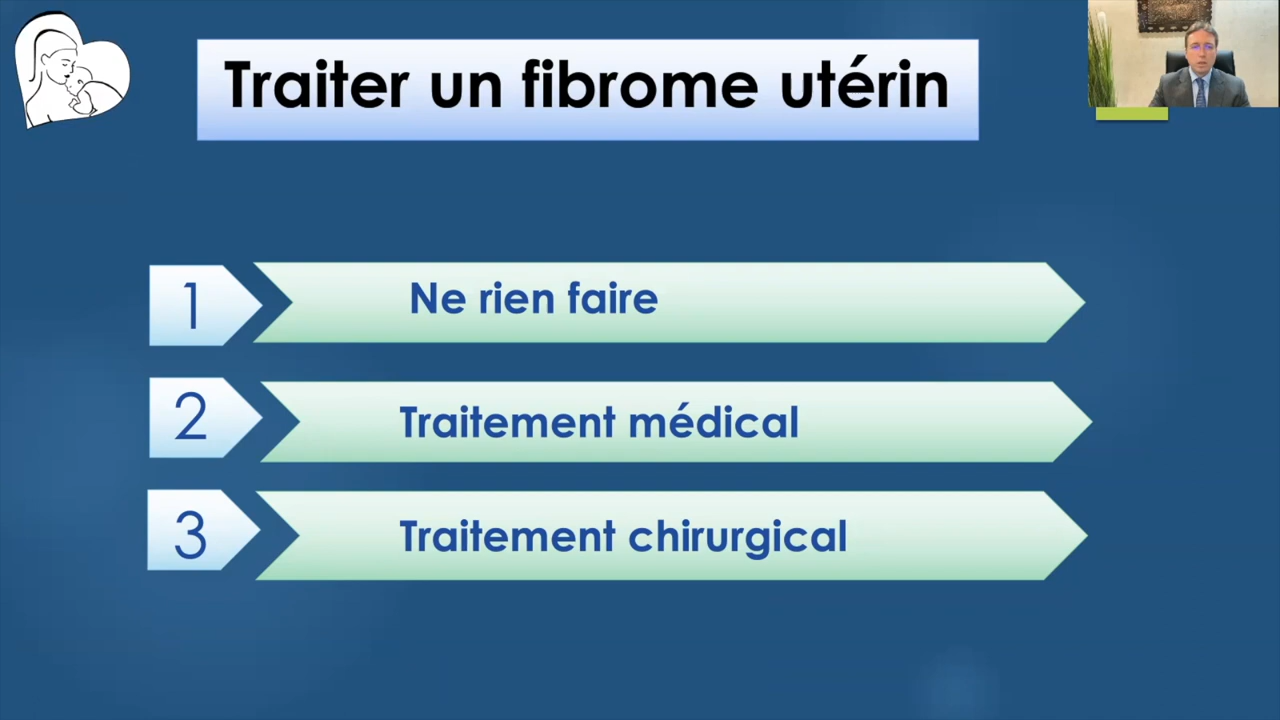 Traiter un fibrome utérin
1 Ne rien faire
2 Traitement médical
3 Traitement chirurgical